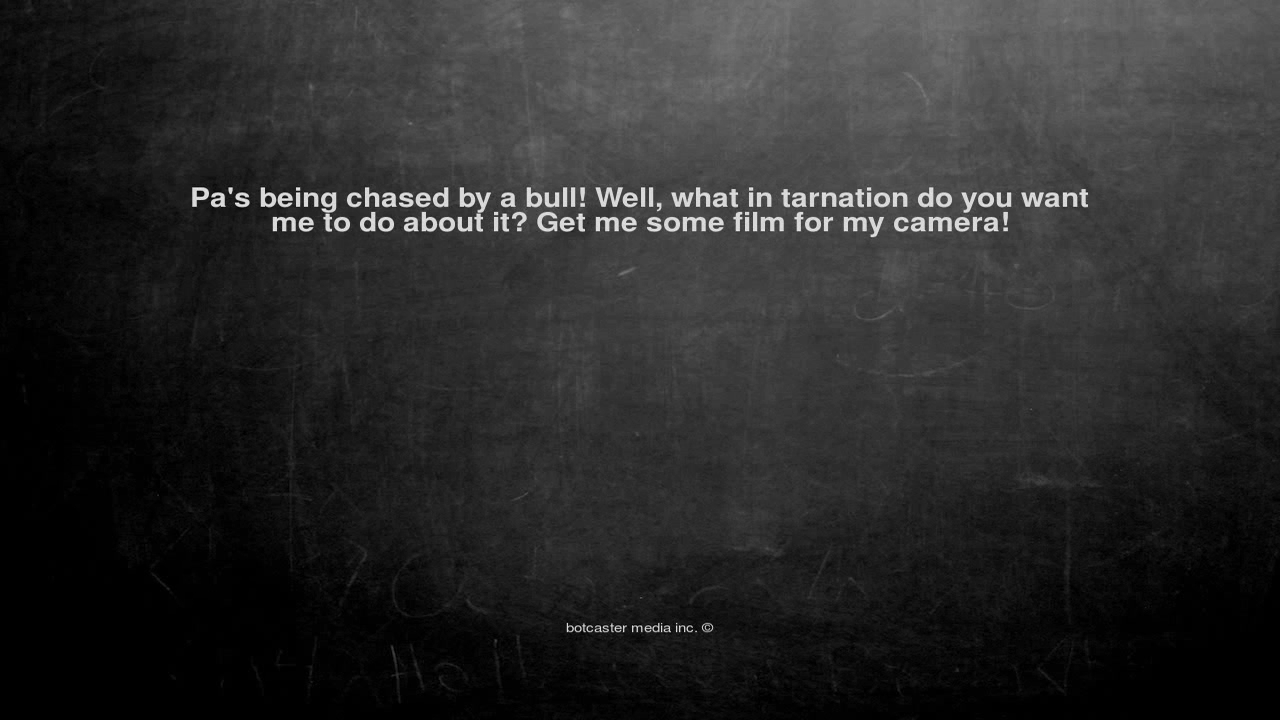 Pa's being chased by a bull! Well, what in tarnation do you want
me to do about it? Get me some film for my camera!
botcaster media inc. ©